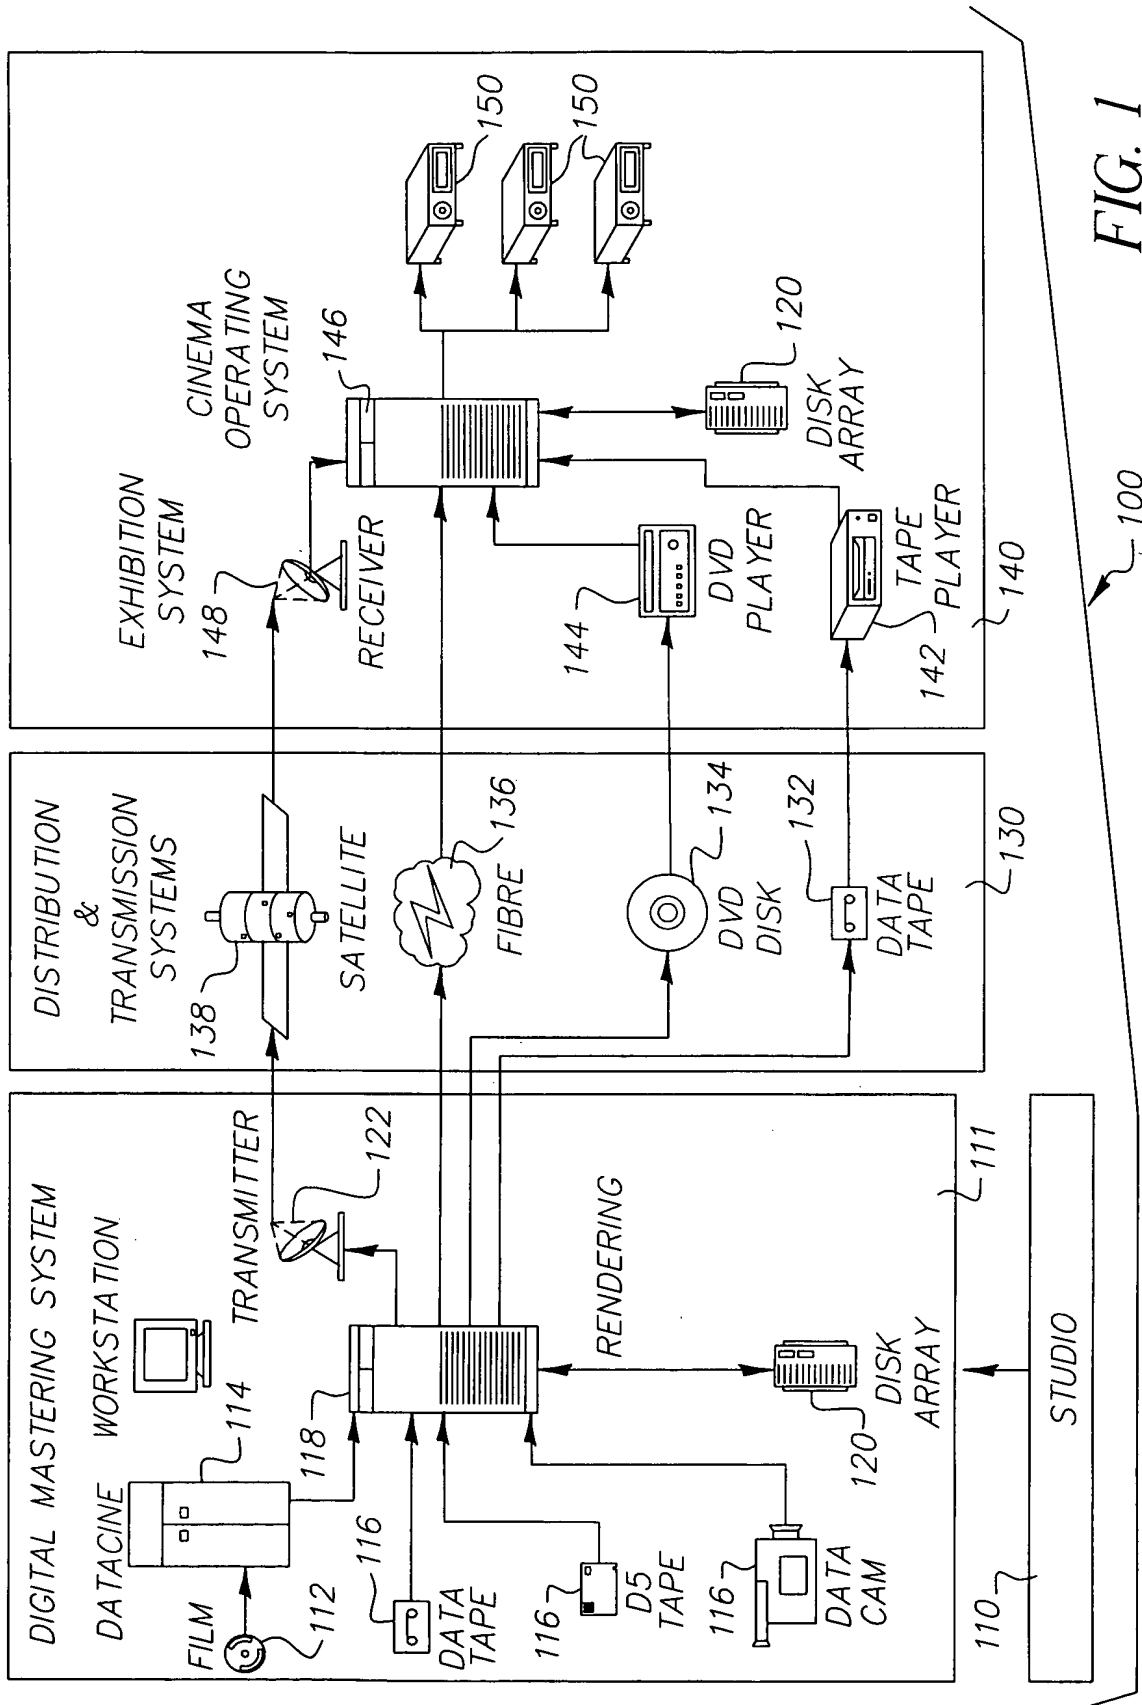 DIGITAL MASTERING SYSTEM
DATACINE
WORKSTATION
FILM
112
114
118
TRANSMITTER
122
116
DATA
TAPE
116
D5
TAPE
116
DATA
CAM
RENDERING
120
DISK
ARRAY
111
110
STUDIO
DISTRIBUTION
&
TRANSMISSION
SYSTEMS
138
SATELLITE
136
FIBRE
134
DVD
DISK
132
DATA
TAPE
130
EXHIBITION
SYSTEM
148
RECEIVER
CINEMA
OPERATING
SYSTEM
146
150
150
144
DVD
PLAYER
120
DISK
ARRAY
142
TAPE
PLAYER
140
100
FIG. 1